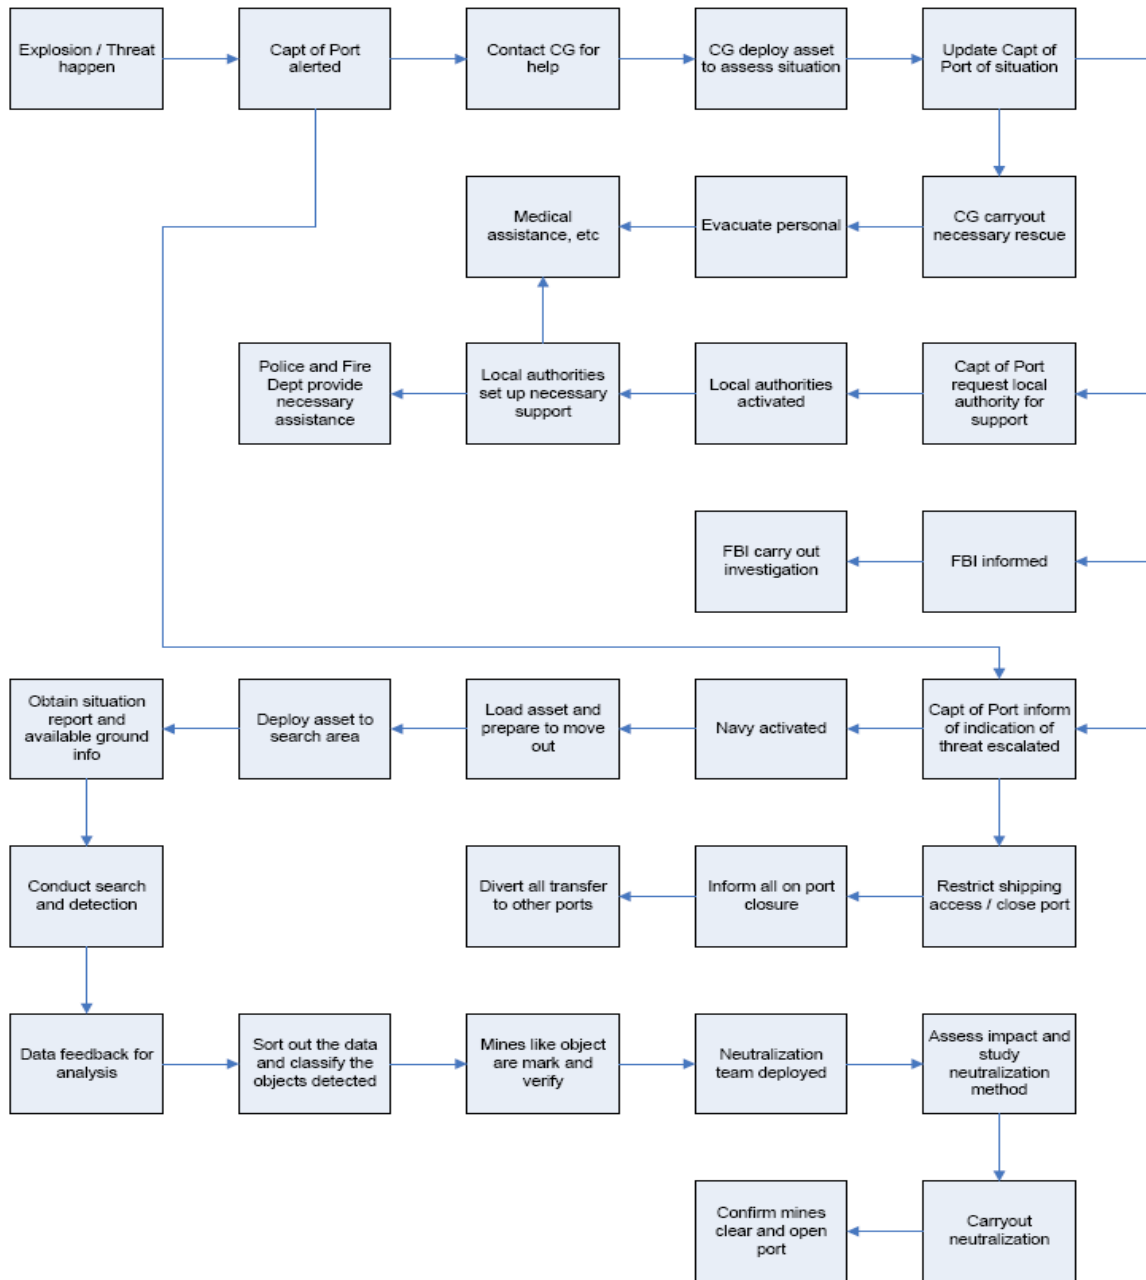 Explosion / Threat
happen
Capt of Port
alerted
Contact CG for
help
CG deploy asset
to assess situation
Update Capt of
Port of situation
Medical
assistance, etc
Evacuate personal
CG carryout
necessary rescue
Police and Fire
Dept provide
necessary
assistance
Local authorities
set up necessary
support
Local authorities
activated
Capt of Port
request local
authority for
support
FBI carry out
investigation
FBI informed
Obtain situation
report and
available ground
info
Deploy asset to
search area
Load asset and
prepare to move
out
Navy activated
Capt of Port inform
of indication of
threat escalated
Conduct search
and detection
Divert all transfer
to other ports
Inform all on port
closure
Restrict shipping
access / close port
Data feedback for
analysis
Sort out the data
and classify the
objects detected
Mines like object
are mark and
verify
Neutralization
team deployed
Assess impact and
study
neutralization
method
Confirm mines
clear and open
port
Carryout
neutralization